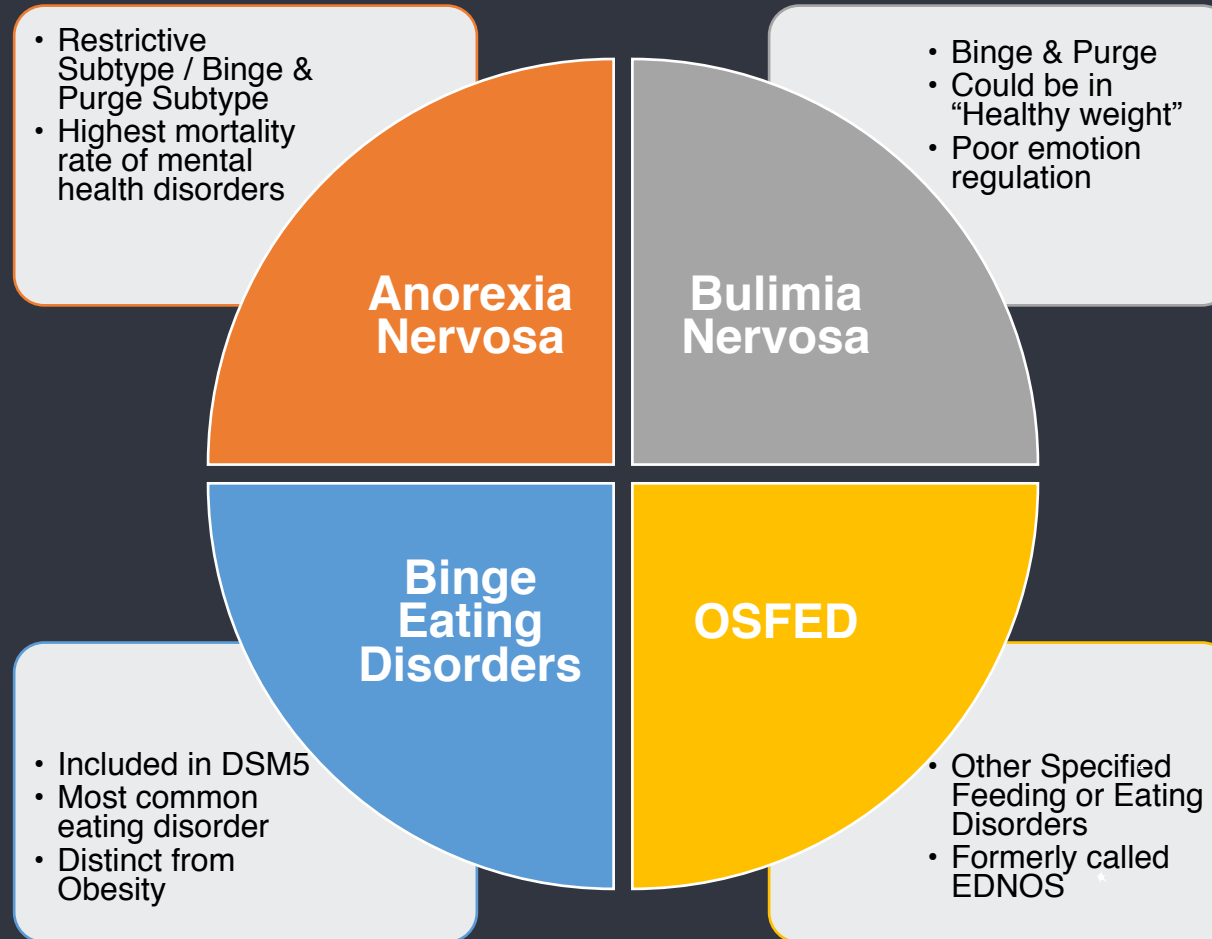 • Restrictive
Subtype / Binge &
Purge Subtype
• Highest mortality
rate of mental
health disorders
• Binge & Purge
• Could be in
“Healthy weight”
• Poor emotion
regulation
Anorexia
Nervosa
Bulimia
Nervosa
Binge
Eating
Disorders
OSFED
• Included in DSM5
• Most common
eating disorder
• Distinct from
Obesity
• Other Specified
Feeding or Eating
Disorders
• Formerly called
EDNOS